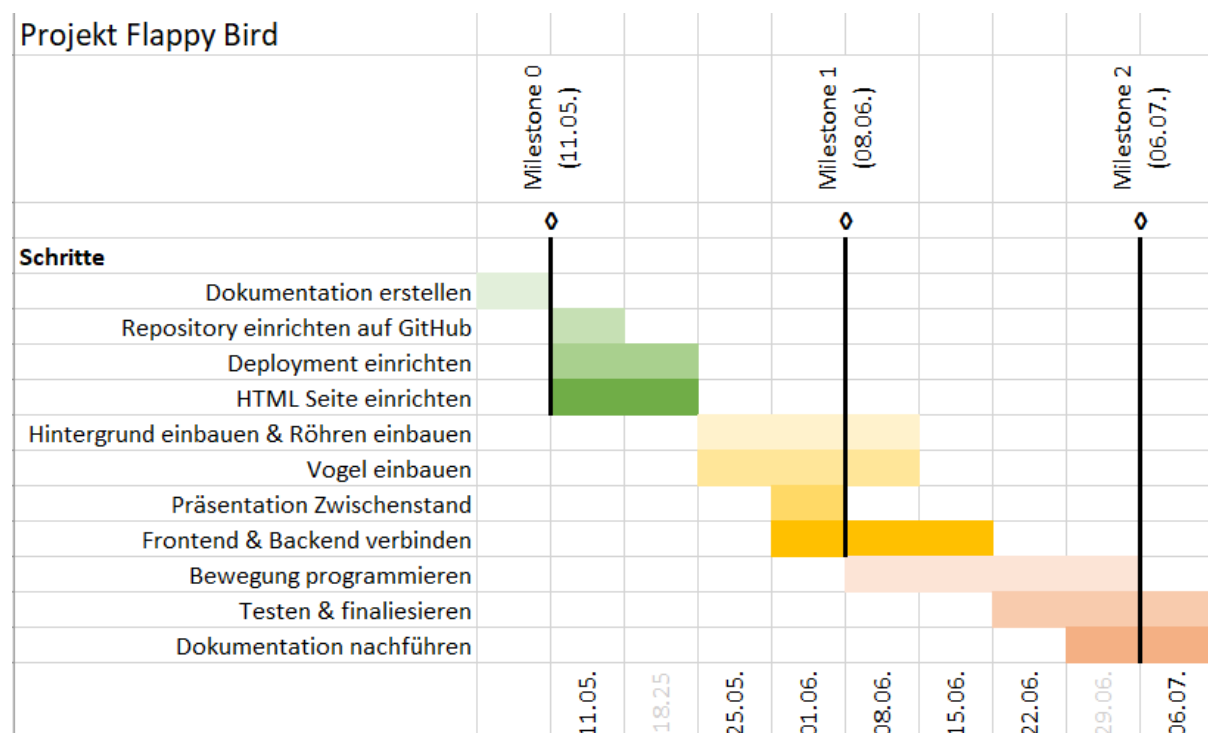 Projekt Flappy Bird
Milestone 0
(11.05.)
Milestone 1
(08.06.)
Milestone 2
(06.07.)
Schritte
Dokumentation erstellen
Repository einrichten auf GitHub
Deployment einrichten
HTML Seite einrichten
Hintergrund einbauen & Röhren einbauen
Vogel einbauen
Präsentation Zwischenstand
Frontend & Backend verbinden
Bewegung programmieren
Testen & finaliesieren
Dokumentation nachführen
11.05.
18.25
25.05.
01.06.
08.06.
15.06.
22.06.
29.06.
06.07.